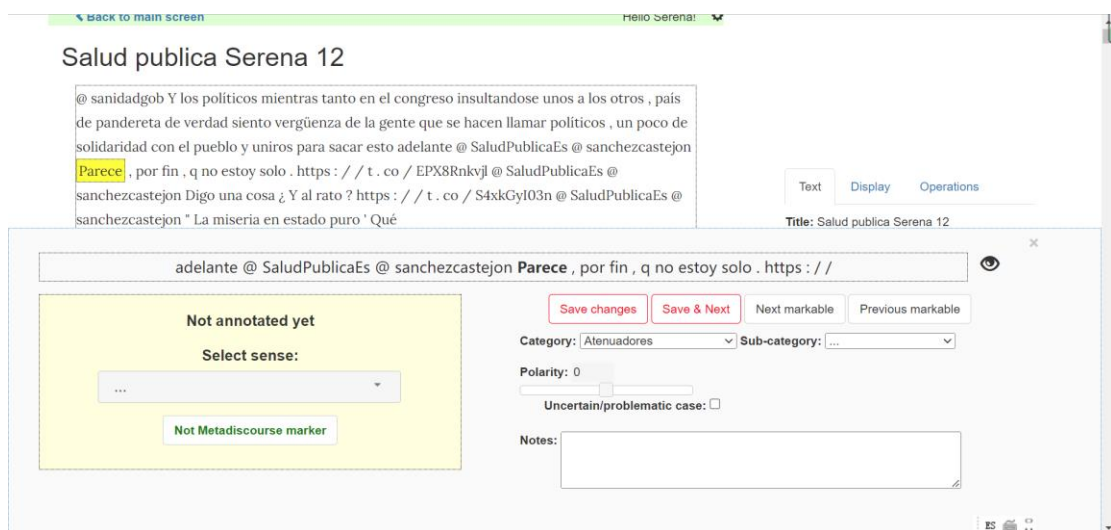 Back to main screen
Hello Serena!
Salud publica Serena 12
@ sanidadgob Y los políticos mientras tanto en el congreso insultandose unos a los otros , país
de pandereta de verdad siento vergüenza de la gente que se hacen llamar políticos , un poco de
solidaridad con el pueblo y uniros para sacar esto adelante @ SaludPublicaEs @ sanchezcastejon
Parece , por fin , q no estoy solo . https : / / t . co / EPX8Rnkvjl @ SaludPublicaEs @
sanchezcastejon Digo una cosa ¿ Y al rato ? https : / / t . co / S4xkGyI03n @ SaludPublicaEs @
sanchezcastejon " La miseria en estado puro ' Qué
Text Display Operations
Title: Salud publica Serena 12
×
adelante @ SaludPublicaEs @ sanchezcastejon Parece , por fin , q no estoy solo . https : / /
Not annotated yet
Select sense:
...
Not Metadiscourse marker
Save changes Save & Next Next markable Previous markable
Category: Atenuadores Sub-category: ...
Polarity: 0
Uncertain/problematic case:
Notes:
ES